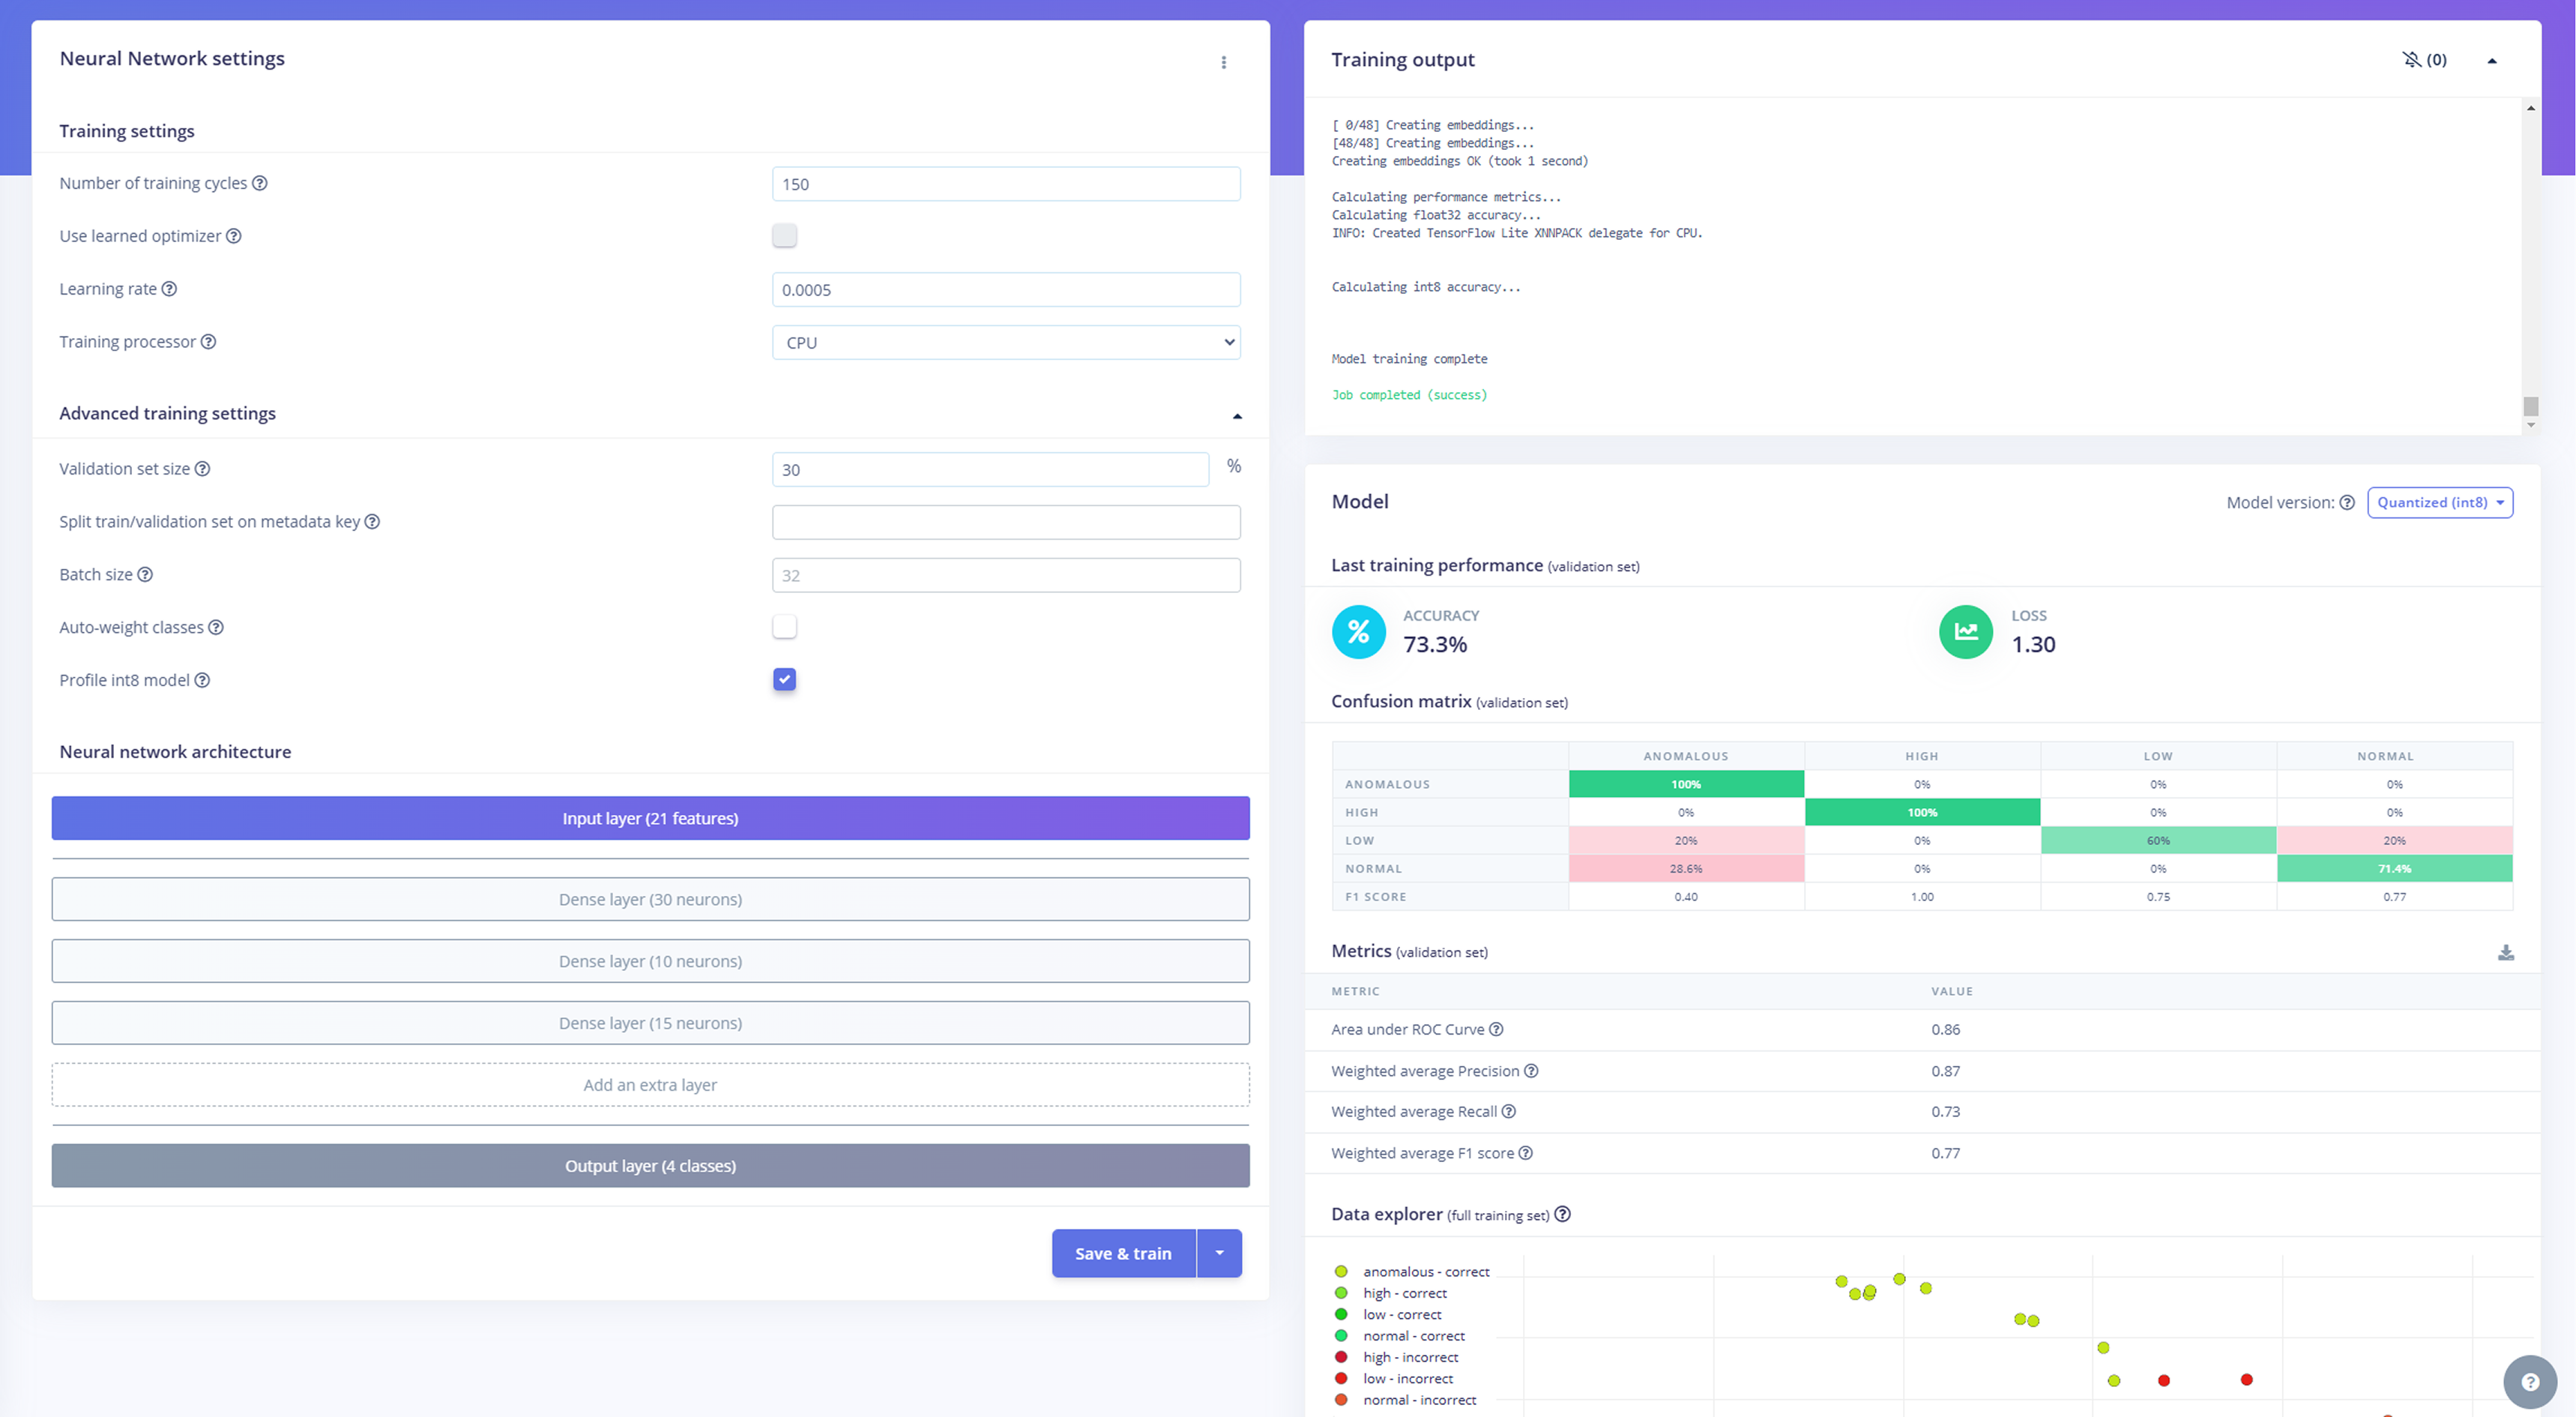 Neural Network settings
Training settings
Number of training cycles
150
Use learned optimizer
Learning rate
0.0005
Training processor
CPU
Advanced training settings
Validation set size
30
%
Split train/validation set on metadata key
Batch size
32
Auto-weight classes
Profile int8 model
Neural network architecture
Input layer (21 features)
Dense layer (30 neurons)
Dense layer (10 neurons)
Dense layer (15 neurons)
Add an extra layer
Output layer (4 classes)
Save & train
Training output
(0)
[ 0/48] Creating embeddings...
[48/48] Creating embeddings...
Creating embeddings OK (took 1 second)
Calculating performance metrics...
Calculating float32 accuracy...
INFO: Created TensorFlow Lite XNNPACK delegate for CPU.
Calculating int8 accuracy...
Model training complete
Job completed (success)
Model
Model version:
Quantized (int8)
Last training performance (validation set)
%
ACCURACY
73.3%
LOSS
1.30
Confusion matrix (validation set)
ANOMALOUS HIGH LOW NORMAL
ANOMALOUS 100% 0% 0% 0%
HIGH 0% 100% 0% 0%
LOW 20% 0% 60% 20%
NORMAL 28.6% 0% 0% 71.4%
F1 SCORE 0.40 1.00 0.75 0.77
Metrics (validation set)
METRIC VALUE
Area under ROC Curve 0.86
Weighted average Precision 0.87
Weighted average Recall 0.73
Weighted average F1 score 0.77
Data explorer (full training set)
anomalous - correct
high - correct
low - correct
normal - correct
high - incorrect
low - incorrect
normal - incorrect